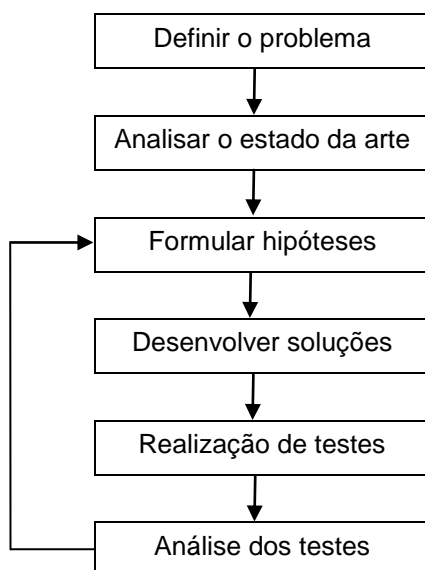 Definir o problema
Analisar o estado da arte
Formular hipóteses
Desenvolver soluções
Realização de testes
Análise dos testes